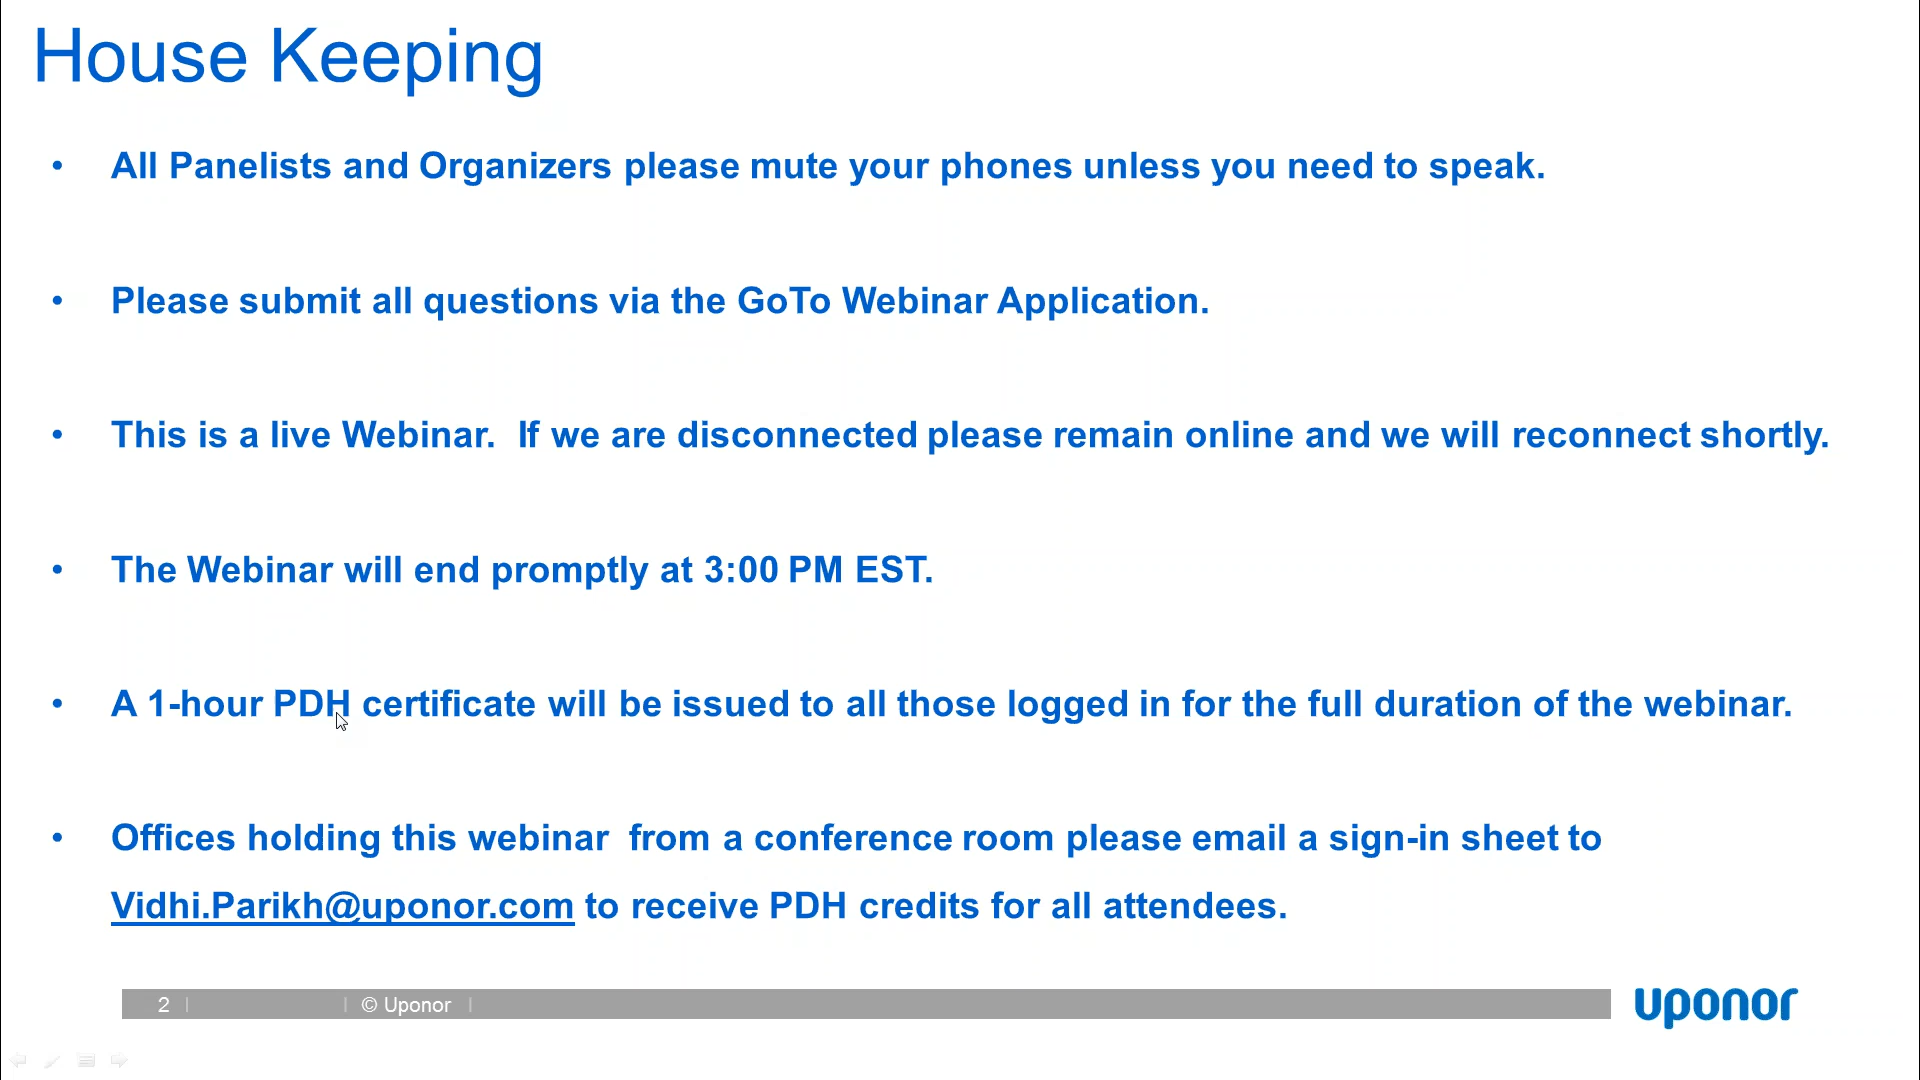 House Keeping
• All Panelists and Organizers please mute your phones unless you need to speak.
• Please submit all questions via the GoTo Webinar Application.
• This is a live Webinar.  If we are disconnected please remain online and we will reconnect shortly.
• The Webinar will end promptly at 3:00 PM EST.
• A 1-hour PDH certificate will be issued to all those logged in for the full duration of the webinar.
• Offices holding this webinar  from a conference room please email a sign-in sheet to
Vidhi.Parikh@uponor.com to receive PDH credits for all attendees.
2 | | © Uponor |
uponor